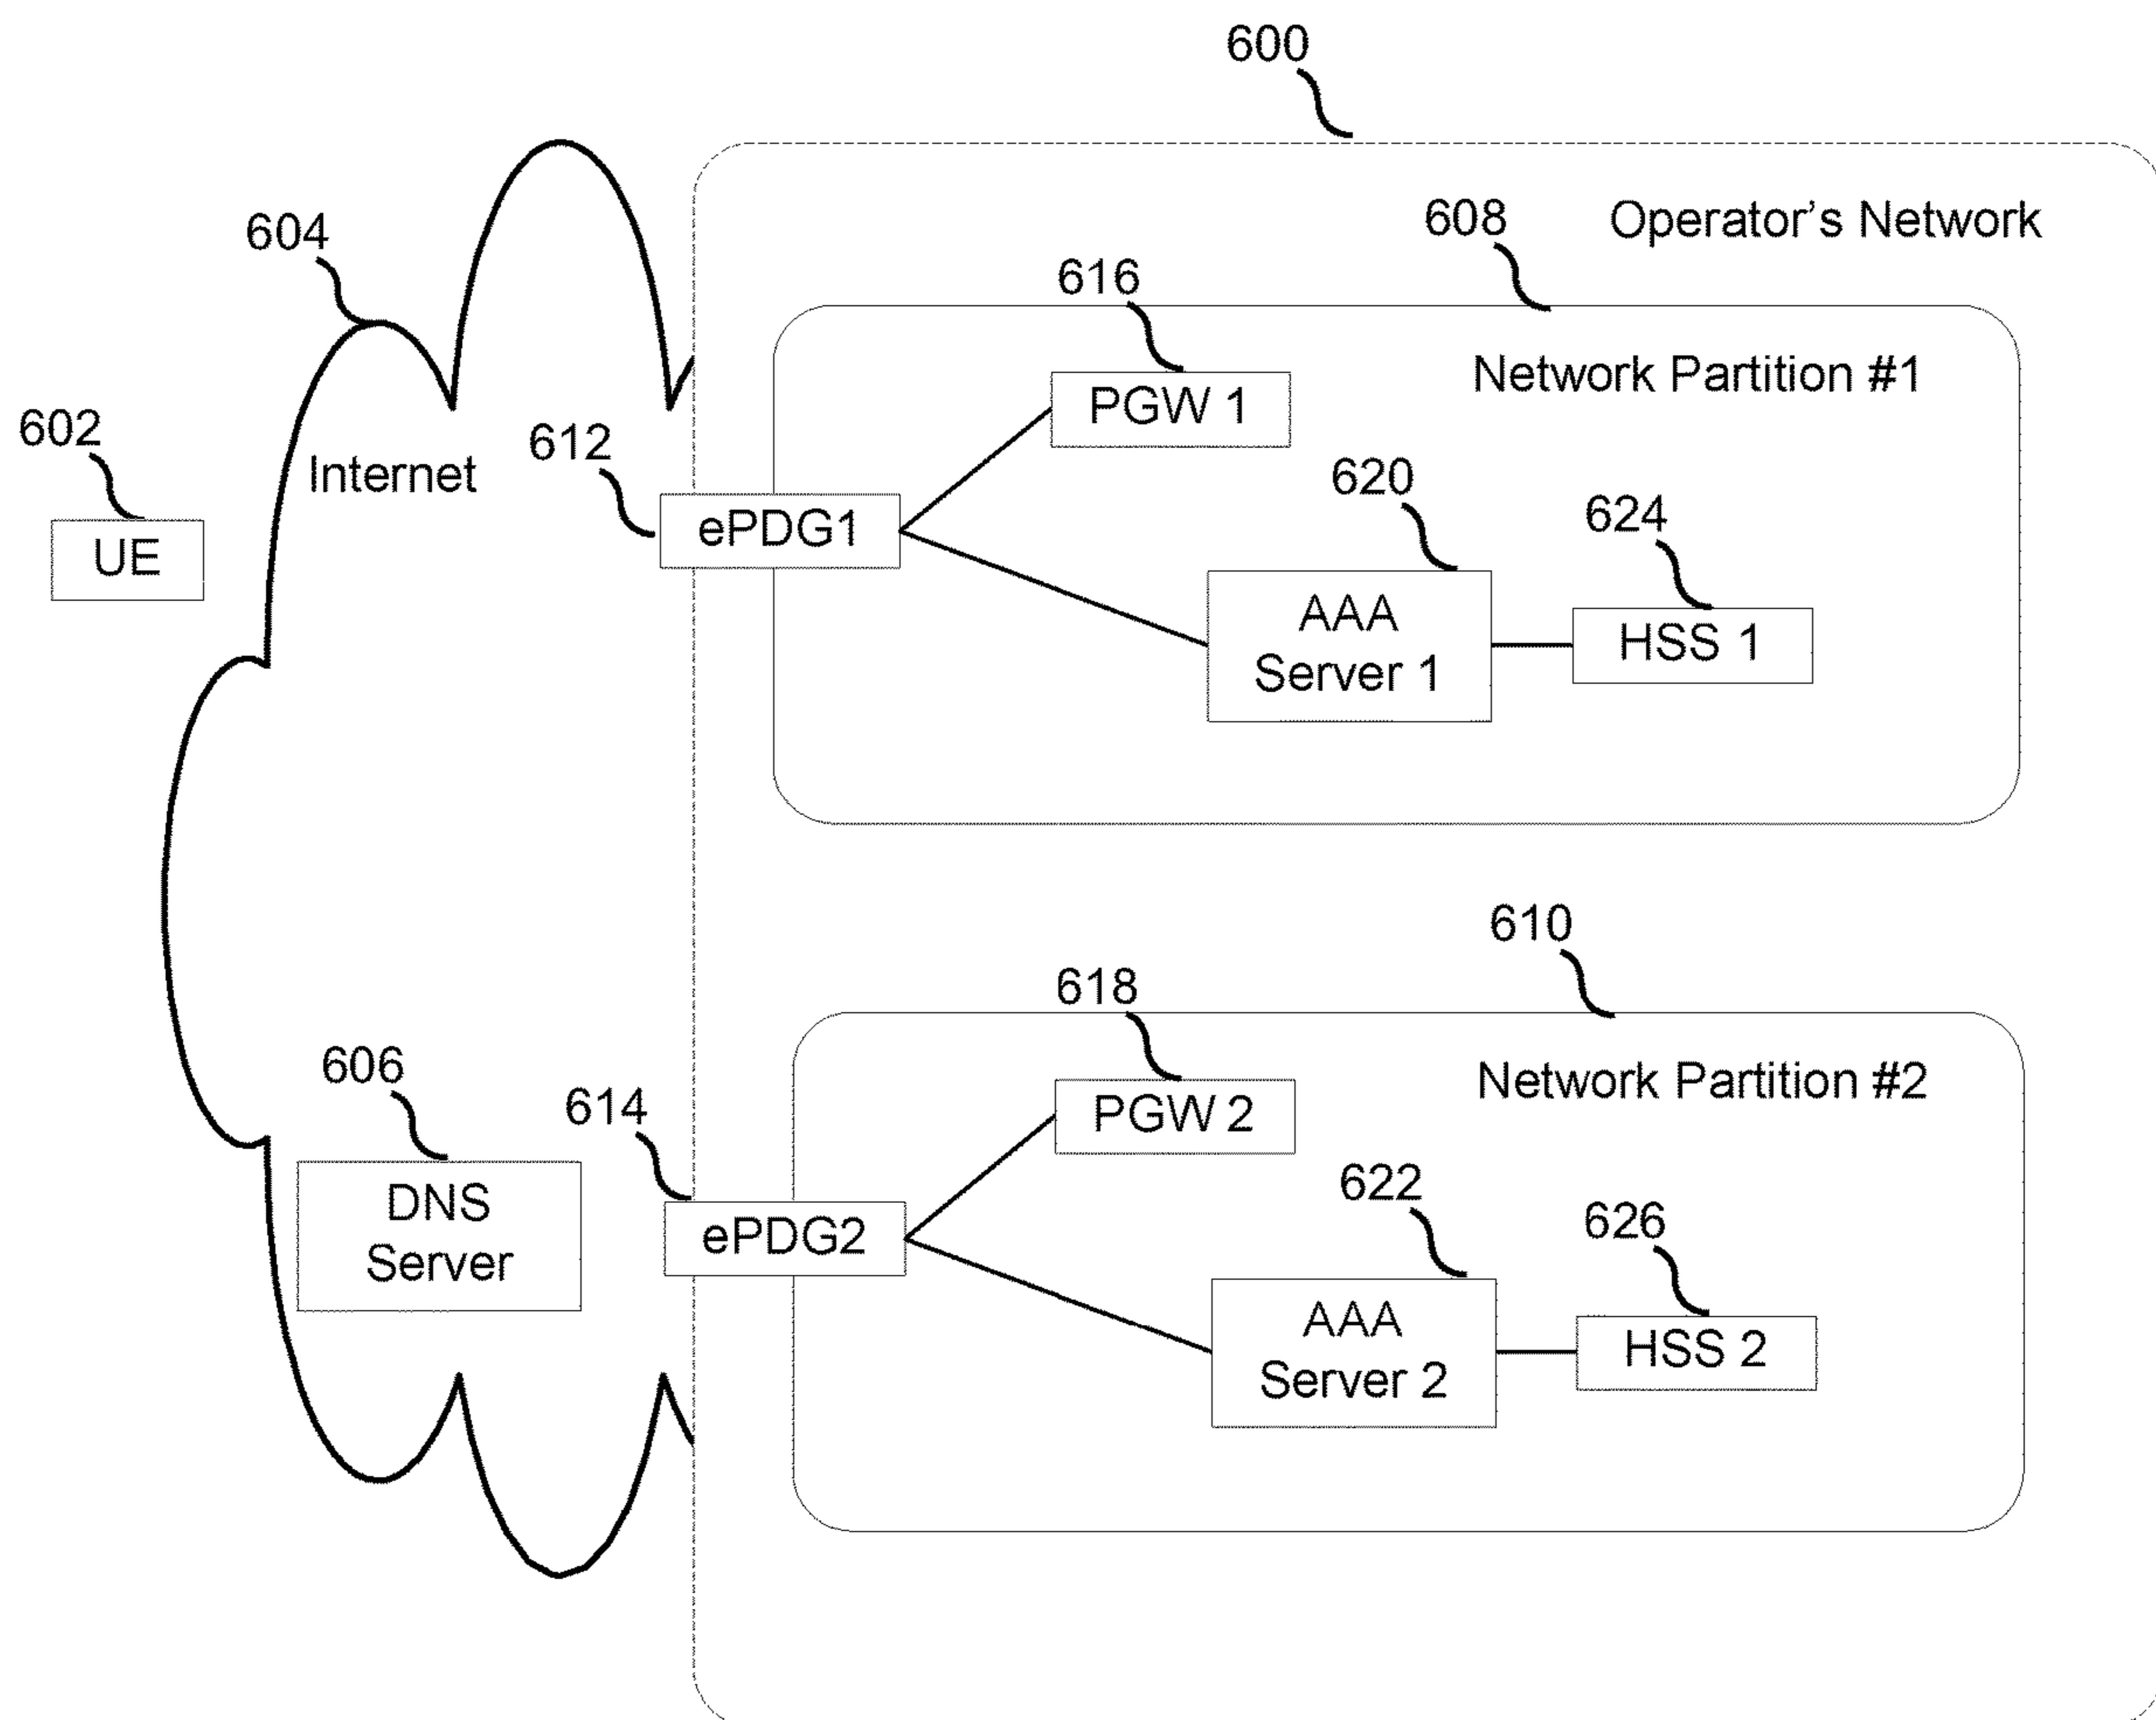 600
Operator's Network
604
608
616
Network Partition #1
PGW 1
602
612
Internet
620
624
UE
ePDG1
AAA
Server 1
HSS 1
610
618
606
614
Network Partition #2
PGW 2
622
626
DNS
Server
ePDG2
AAA
Server 2
HSS 2